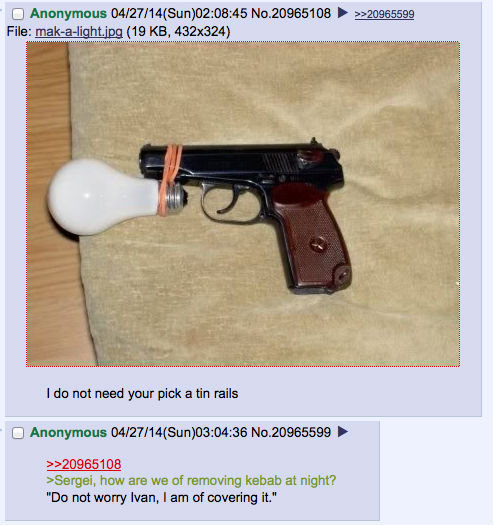 Anonymous 04/27/14(Sun)02:08:45 No.20965108 ▶ >>20965599
File: mak-a-light.jpg (19 KB, 432x324)
I do not need your pick a tin rails
Anonymous 04/27/14(Sun)03:04:36 No.20965599 ▶
>>20965108
>Sergei, how are we of removing kebab at night?
"Do not worry Ivan, I am of covering it."